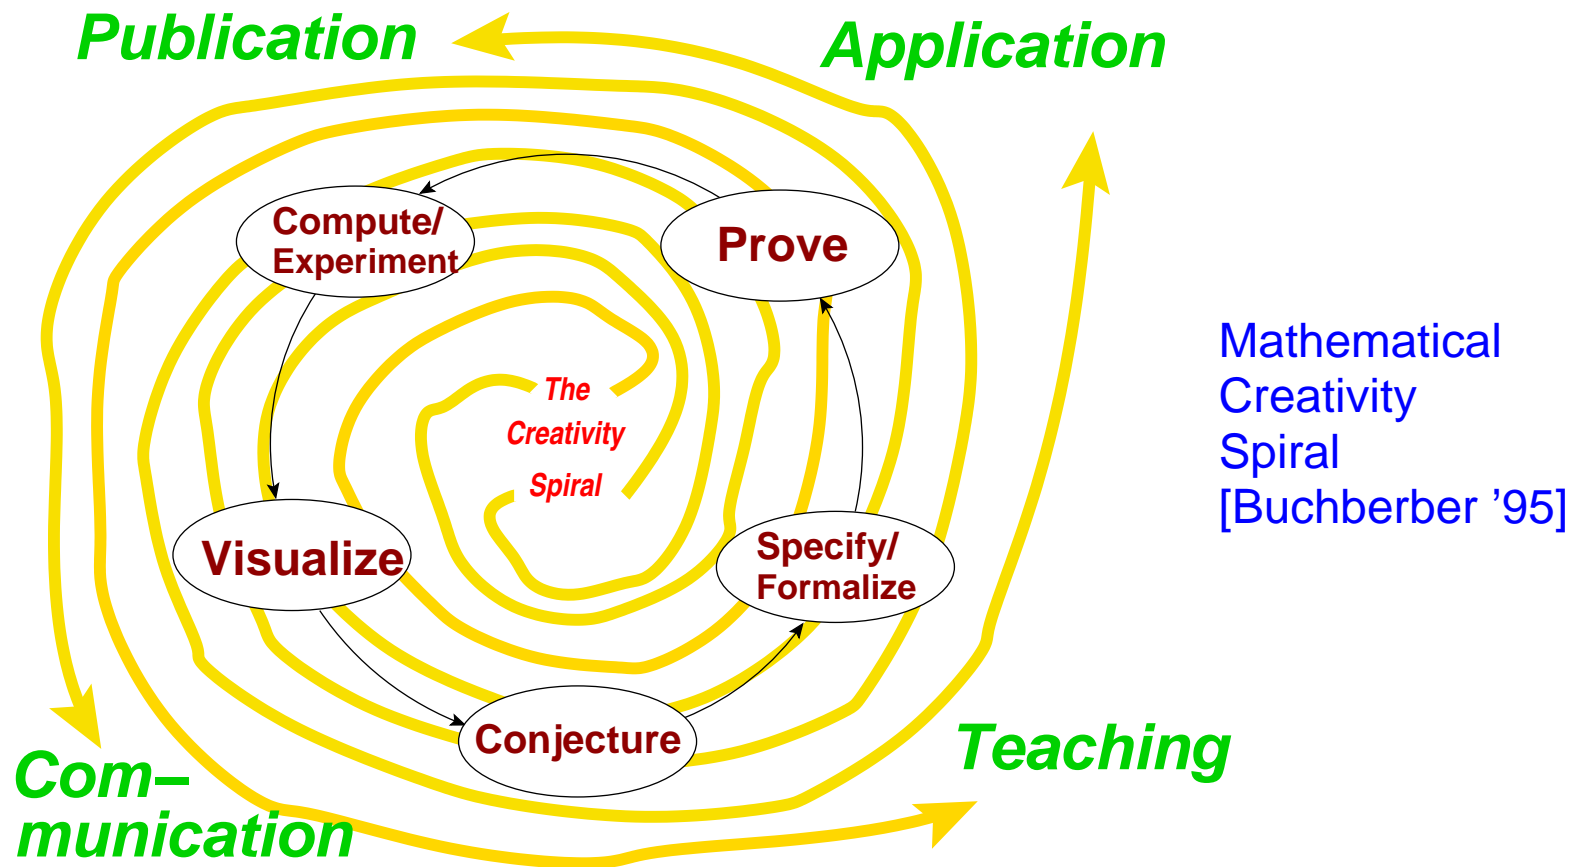 Publication
Application
Compute/
Experiment
Prove
The
Creativity
Spiral
Mathematical
Creativity
Spiral
[Buchberber ’95]
Visualize
Specify/
Formalize
Conjecture
Teaching
Com–
munication